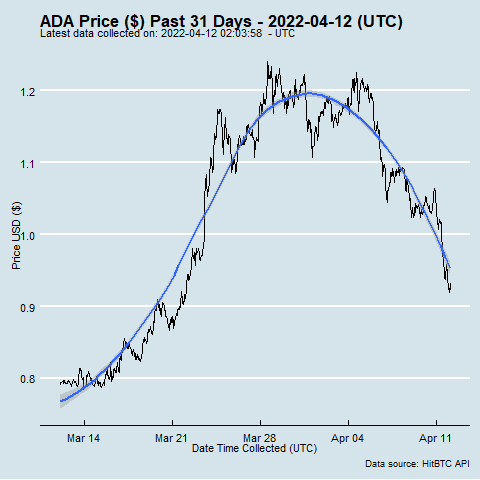 ADA Price ($) Past 31 Days - 2022-04-12 (UTC)
Latest data collected on: 2022-04-12 02:03:58 - UTC
1.2
1.1
1.0
0.9
0.8
Price USD ($)
Mar 14 Mar 21 Mar 28 Apr 04 Apr 11
Date Time Collected (UTC)
Data source: HitBTC API